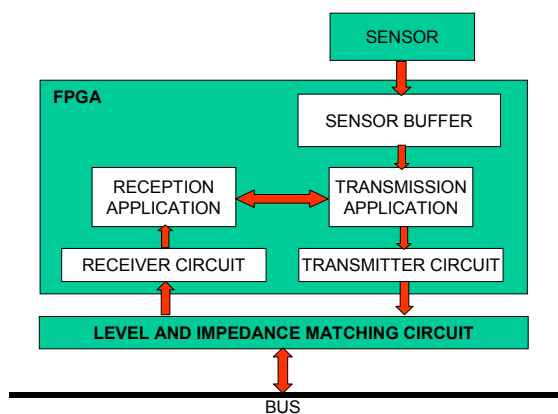 SENSOR
FPGA
SENSOR BUFFER
RECEPTION
APPLICATION
TRANSMISSION
APPLICATION
RECEIVER CIRCUIT
TRANSMITTER CIRCUIT
LEVEL AND IMPEDANCE MATCHING CIRCUIT
BUS